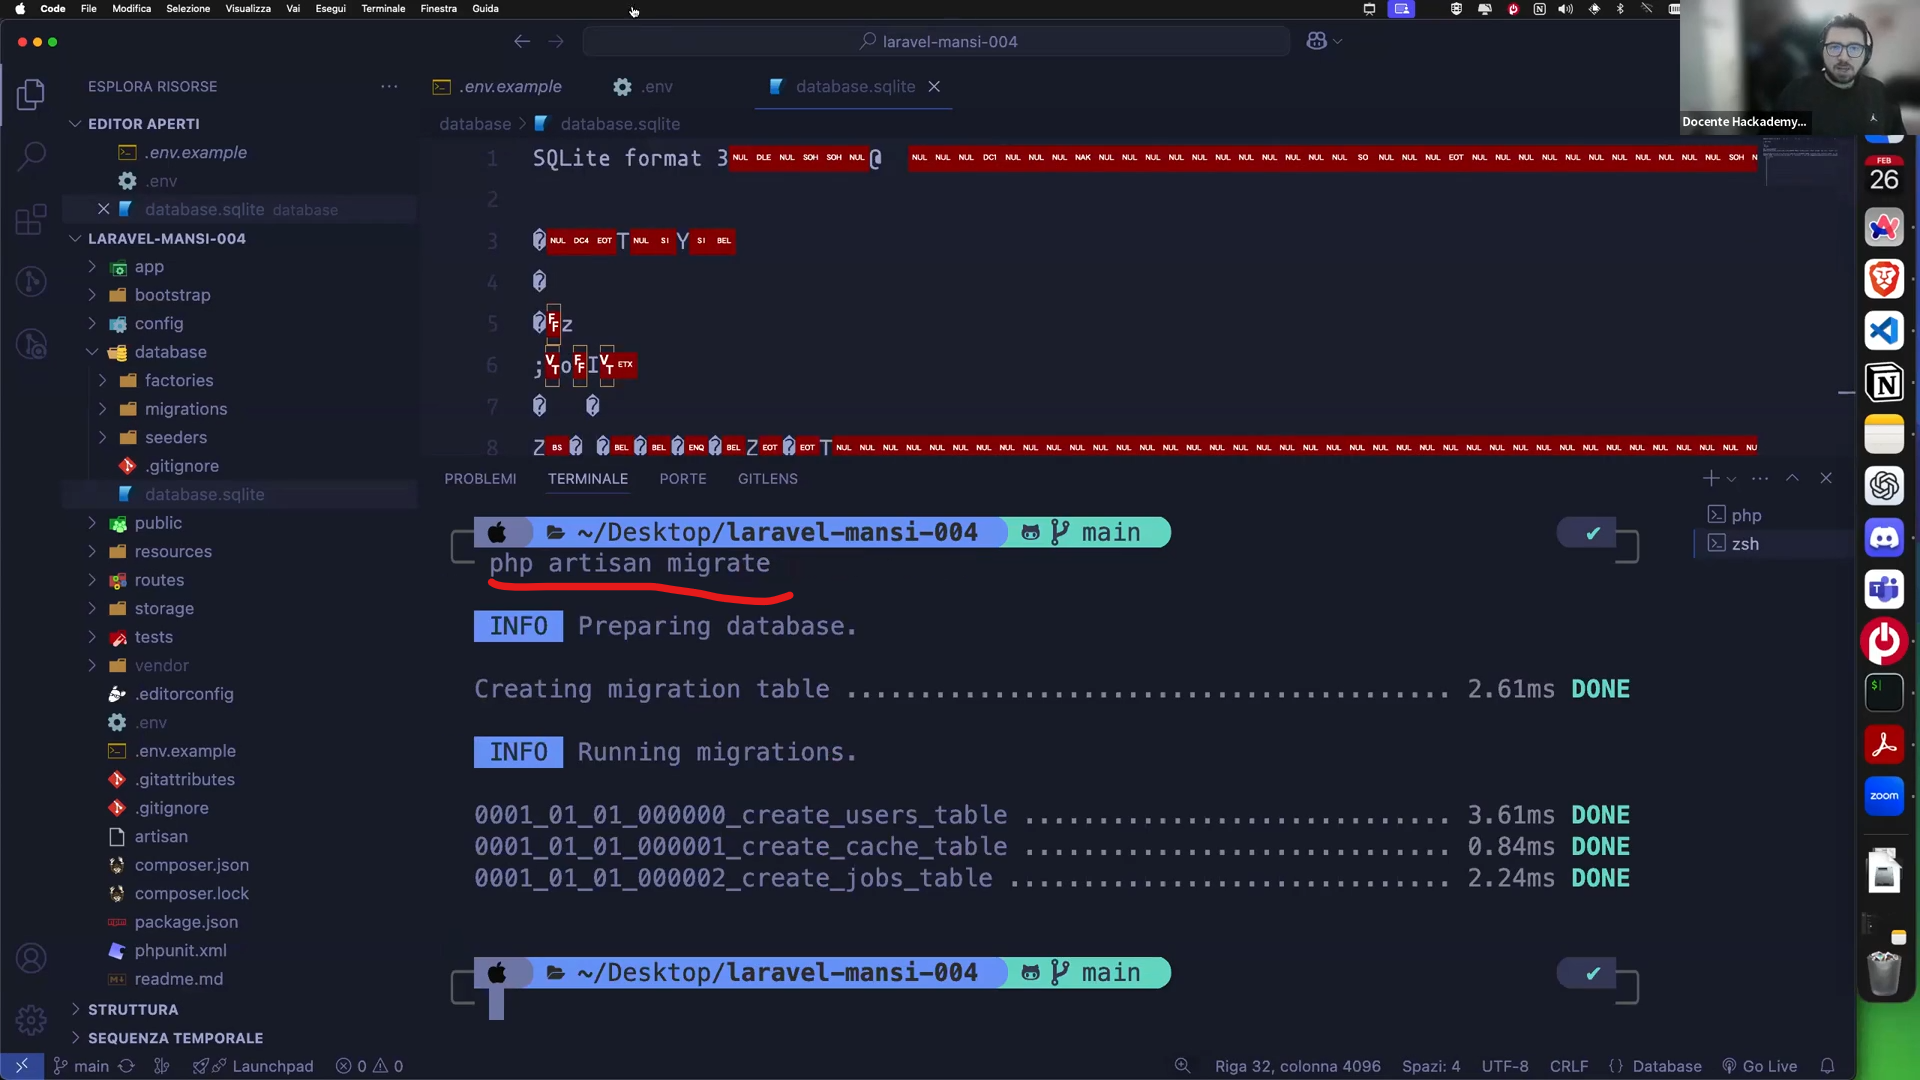 Code File Modifica Selezione Visualizza Vai Esegui Terminale Finestra Guida
laravel-mansi-004
Docente Hackademy...
ESPLORA RISORSE
.env.example .env database.sqlite
EDITOR APERTI
.env.example
.env
database.sqlite database
LARAVEL-MANSI-004
app
bootstrap
config
database
factories
migrations
seeders
.gitignore
database.sqlite
public
resources
routes
storage
tests
vendor
.editorconfig
.env
.env.example
.gitattributes
.gitignore
artisan
composer.json
composer.lock
package.json
phpunit.xml
readme.md
STRUTTURA
SEQUENZA TEMPORALE
database > database.sqlite
1 SQLite format 3 NUL DLE NUL SOH SOH NUL @ NUL NUL NUL DC1 NUL NUL NAK NUL NUL NUL NUL NUL NUL NUL NUL NUL NUL NUL SO NUL NUL NUL EOT NUL NUL NUL NUL NUL NUL NUL NUL NUL NUL NUL SOH N
2
3 � NUL DC4 EOT T NUL SI Y SI BEL
4 �
5 � FF z
6 ; VT o FF I VT ETX
7 � �
8 Z BS � � BEL � BEL � ENQ � BEL Z EOT � EOT T NUL NUL NUL NUL NUL NUL NUL NUL NUL NUL NUL NUL NUL NUL NUL NUL NUL NUL NUL NUL NUL NUL NUL NUL NUL NUL NUL NUL NUL NUL NUL NUL NUL NUL NUL NUL NUL NUL NU
PROBLEMI TERMINALE PORTE GITLENS
php
zsh
~/Desktop/laravel-mansi-004 main ✔
php artisan migrate
INFO Preparing database.
Creating migration table ......................................... 2.61ms DONE
INFO Running migrations.
0001_01_01_000000_create_users_table ............................. 3.61ms DONE
0001_01_01_000001_create_cache_table ............................. 0.84ms DONE
0001_01_01_000002_create_jobs_table .............................. 2.24ms DONE
~/Desktop/laravel-mansi-004 main ✔
main Launchpad 0 0 Riga 32, colonna 4096 Spazi: 4 UTF-8 CRLF {} Database Go Live
FEB
26
zoom